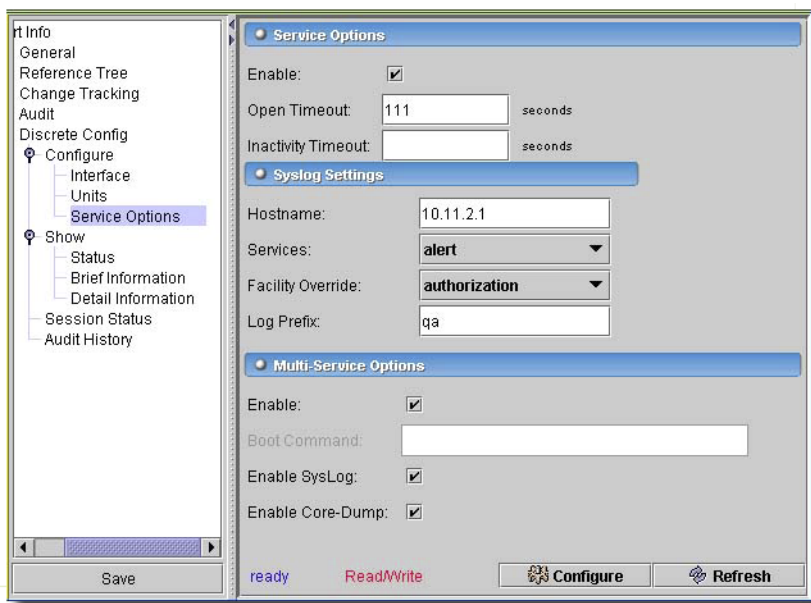 rt Info
General
Reference Tree
Change Tracking
Audit
Discrete Config
Configure
Interface
Units
Service Options
Show
Status
Brief Information
Detail Information
Session Status
Audit History
Save
Service Options
Enable:
Open Timeout: 111 seconds
Inactivity Timeout: seconds
Syslog Settings
Hostname: 10.11.2.1
Services: alert
Facility Override: authorization
Log Prefix: qa
Multi-Service Options
Enable:
Boot Command:
Enable SysLog:
Enable Core-Dump:
ready Read/Write Configure Refresh